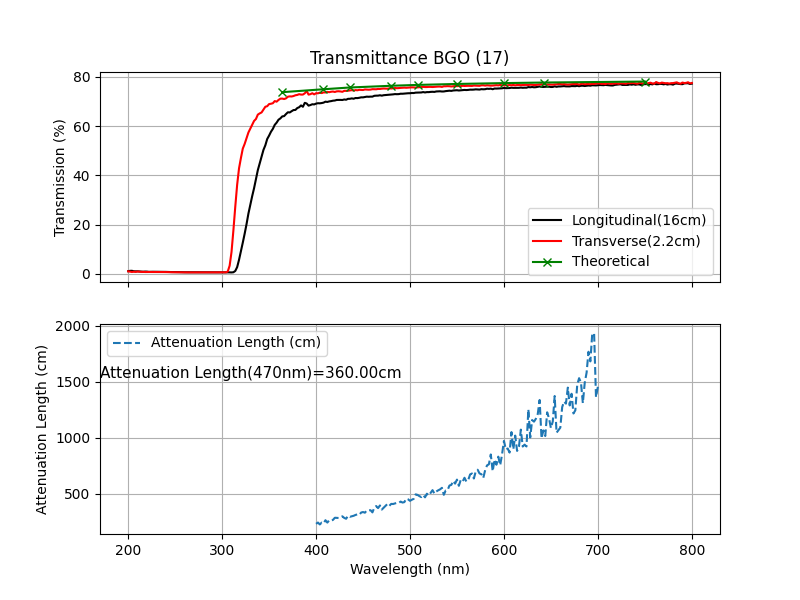 Transmittance BGO (17)
80
60
40
20
0
Transmission (%)
Longitudinal(16cm)
Transverse(2.2cm)
Theoretical
2000
1500
1000
500
Attenuation Length (cm)
Attenuation Length (cm)
Attenuation Length(470nm)=360.00cm
200 300 400 500 600 700 800
Wavelength (nm)